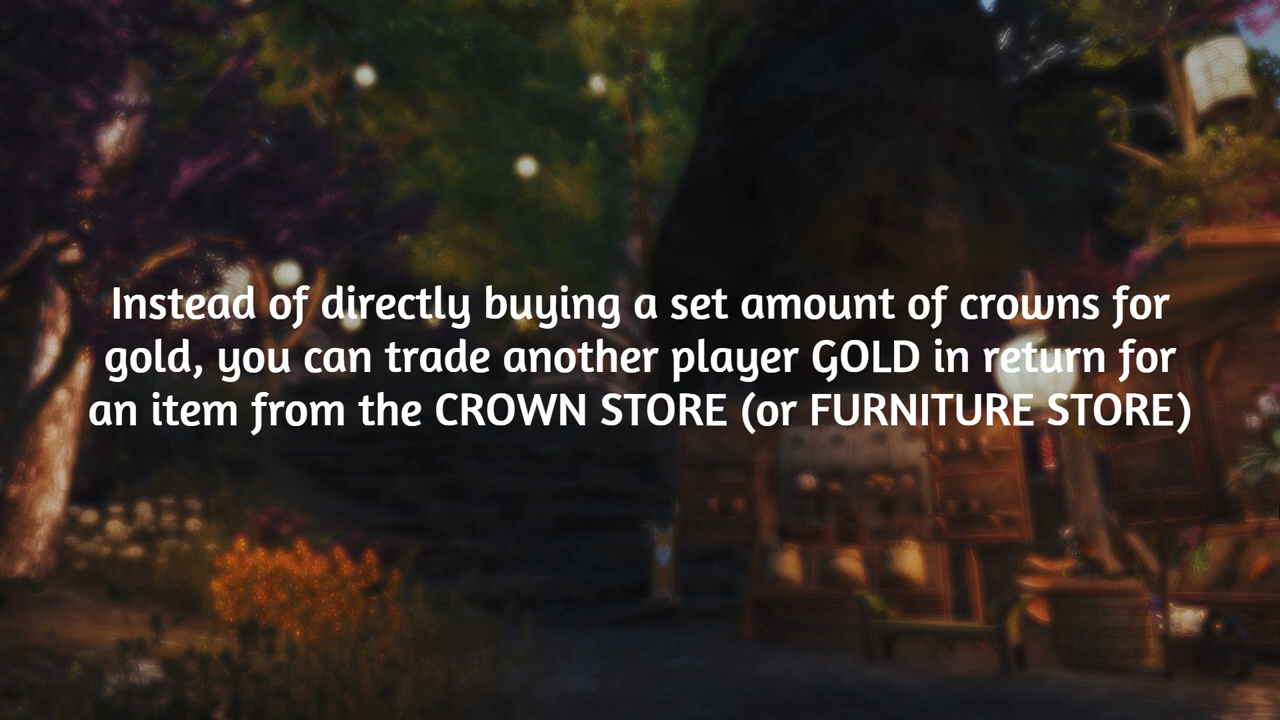 Instead of directly buying a set amount of crowns for
gold, you can trade another player GOLD in return for
an item from the CROWN STORE (or FURNITURE STORE)